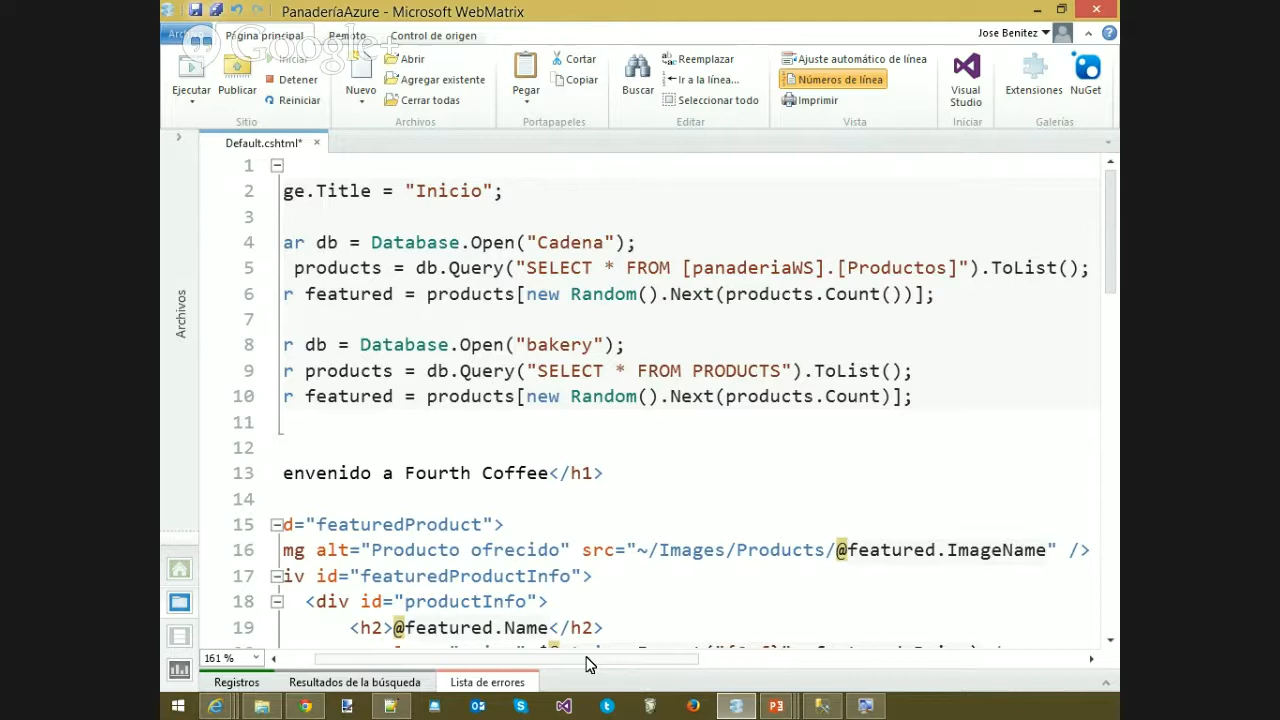 PanaderíaAzure - Microsoft WebMatrix
Archivo Página principal Remoto Control de origen Jose Benitez
Google+
Iniciar Abrir Cortar Reemplazar Ajuste automático de línea
Detener Agregar existente Copiar Ir a la línea... Números de línea
Ejecutar Publicar Reiniciar Nuevo Cerrar todas Pegar Buscar Seleccionar todo Imprimir Visual Studio Extensiones NuGet
Sitio Archivos Portapapeles Editar Vista Iniciar Galerías
Default.cshtml* ×
Archivos
1
2 ge.Title = "Inicio";
3
4 ar db = Database.Open("Cadena");
5 products = db.Query("SELECT * FROM [panaderiaWS].[Productos]").ToList();
6 r featured = products[new Random().Next(products.Count())];
7
8 r db = Database.Open("bakery");
9 r products = db.Query("SELECT * FROM PRODUCTS").ToList();
10 r featured = products[new Random().Next(products.Count)];
11
12
13 envenido a Fourth Coffee</h1>
14
15 d="featuredProduct">
16 mg alt="Producto ofrecido" src="~/Images/Products/@featured.ImageName" />
17 iv id="featuredProductInfo">
18 <div id="productInfo">
19 <h2>@featured.Name</h2>
161 %
Registros Resultados de la búsqueda Lista de errores